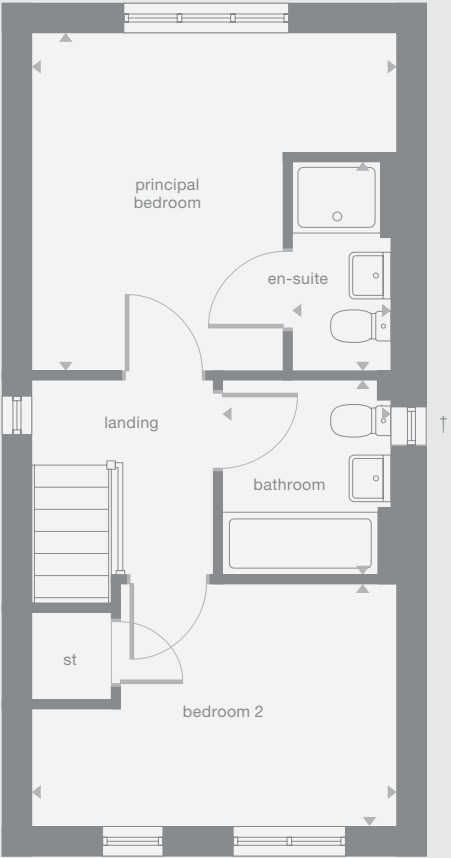 principal
bedroom
en-suite
landing
†
bathroom
st
bedroom 2